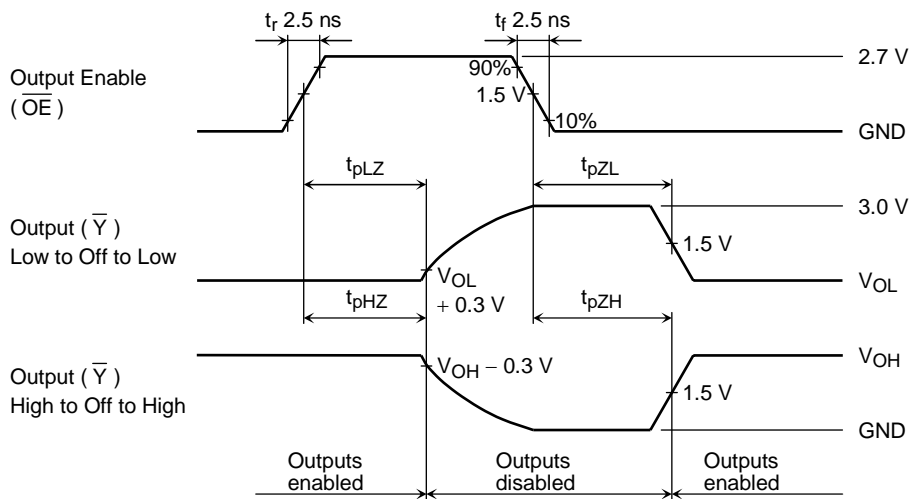 tr 2.5 ns
tf 2.5 ns
Output Enable
( OE )
90%
1.5 V
10%
2.7 V
GND
tpLZ
tpZL
3.0 V
Output ( Y )
Low to Off to Low
1.5 V
VOL
+ 0.3 V
VOL
tpHZ
tpZH
Output ( Y )
High to Off to High
VOH − 0.3 V
1.5 V
VOH
GND
Outputs
enabled
Outputs
disabled
Outputs
enabled